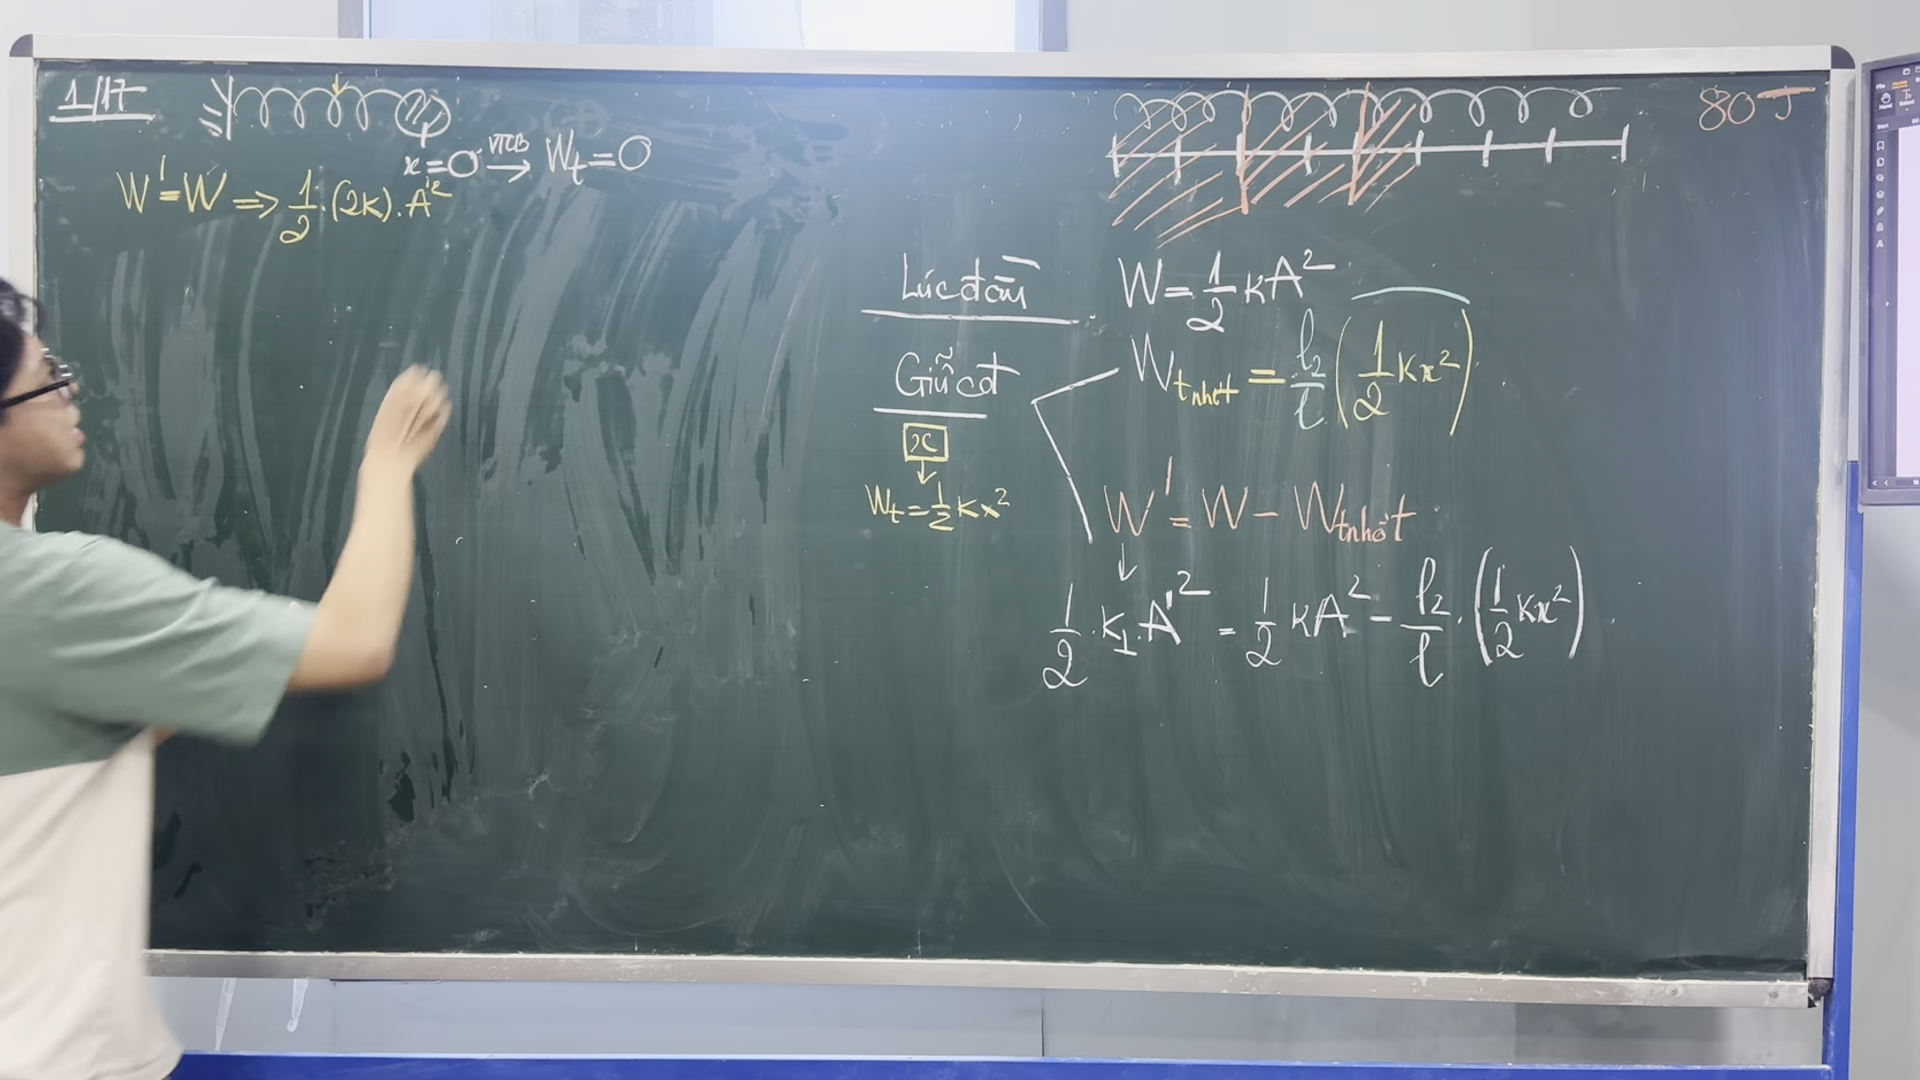 1/17
x=0 VTCB → Wt=0
W'=W => 1/2.(2k).A'²
80 J
Lúc đầu W=1/2 kA²
Giữ cđ
Wt nhốt = l2/l (1/2 kx²)
x
↓
Wt=1/2 kx²
W' = W - Wt nhốt
↓
1/2.k1.A'² = 1/2 kA² - l2/l.(1/2 kx²)